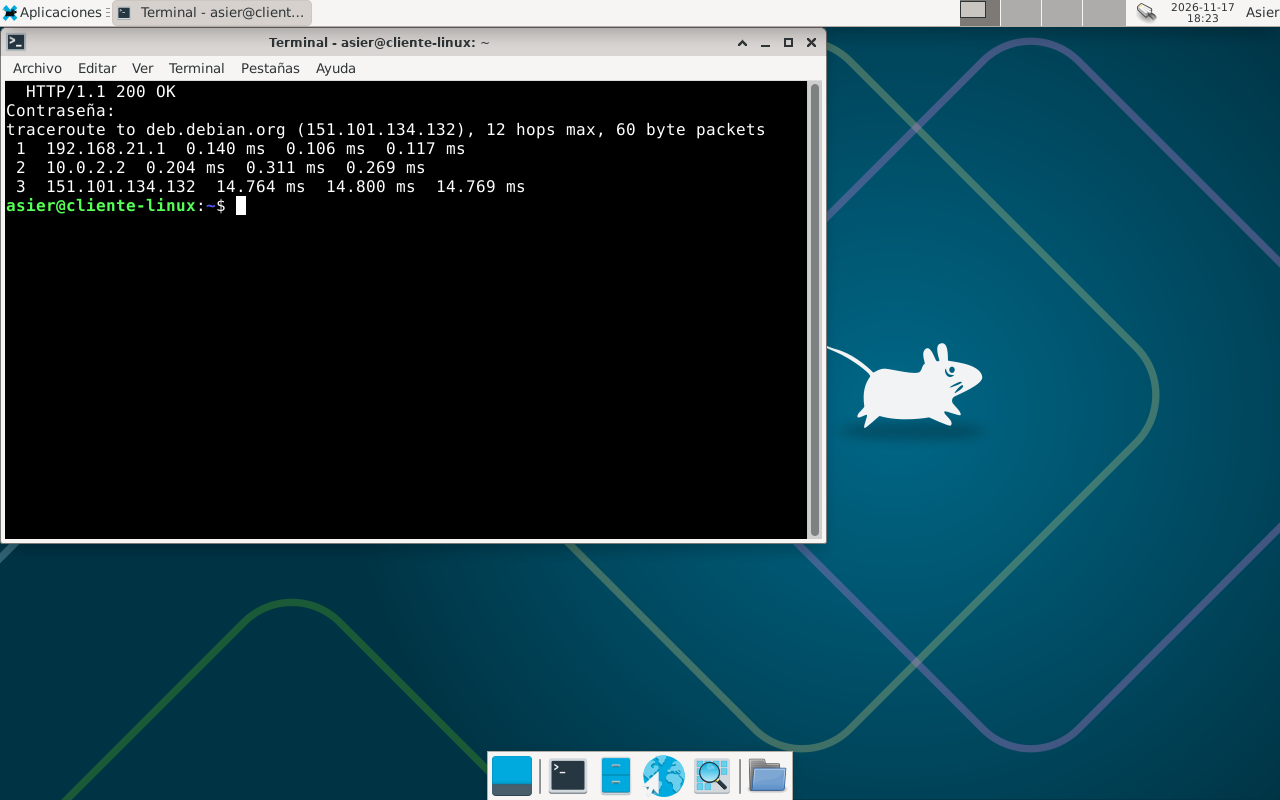 Aplicaciones
Terminal - asier@client...
2026-11-17
18:23
Asier
Terminal - asier@cliente-linux: ~
Archivo Editar Ver Terminal Pestañas Ayuda
HTTP/1.1 200 OK
Contraseña:
traceroute to deb.debian.org (151.101.134.132), 12 hops max, 60 byte packets
1 192.168.21.1 0.140 ms 0.106 ms 0.117 ms
2 10.0.2.2 0.204 ms 0.311 ms 0.269 ms
3 151.101.134.132 14.764 ms 14.800 ms 14.769 ms
asier@cliente-linux:~$